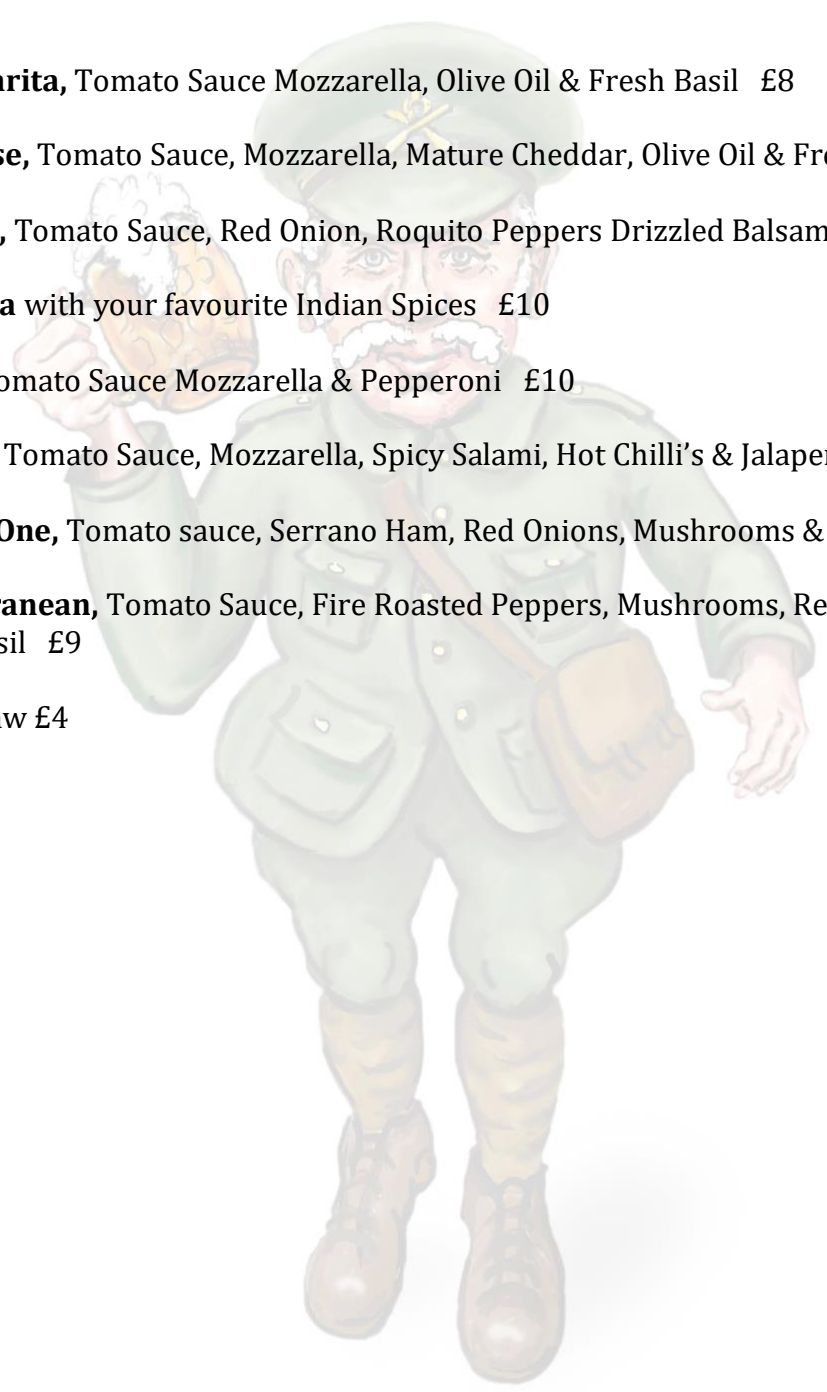 arita, Tomato Sauce Mozzarella, Olive Oil & Fresh Basil £8
se, Tomato Sauce, Mozzarella, Mature Cheddar, Olive Oil & Fre
, Tomato Sauce, Red Onion, Roquito Peppers Drizzled Balsam
a with your favourite Indian Spices £10
omato Sauce Mozzarella & Pepperoni £10
Tomato Sauce, Mozzarella, Spicy Salami, Hot Chilli’s & Jalape
One, Tomato sauce, Serrano Ham, Red Onions, Mushrooms &
ranean, Tomato Sauce, Fire Roasted Peppers, Mushrooms, Re
sil £9
aw £4